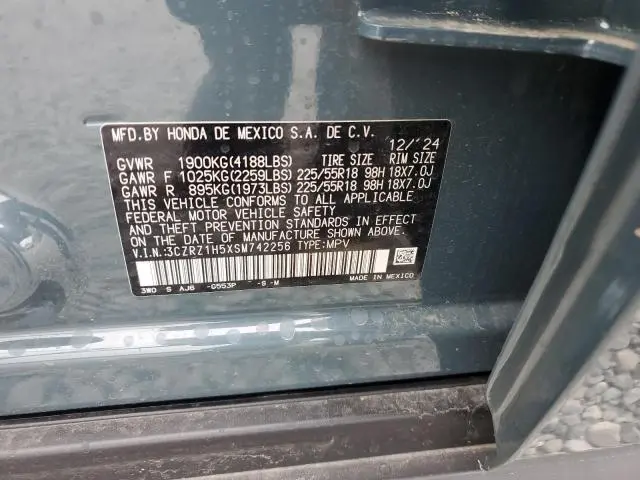 MFD.BY HONDA DE MEXICO S.A. DE C.V.
12/'24
GVWR 1900KG(4188LBS) TIRE SIZE RIM SIZE
GAWR F 1025KG(2259LBS) 225/55R18 98H 18X7.0J
GAWR R 895KG(1973LBS) 225/55R18 98H 18X7.0J
THIS VEHICLE CONFORMS TO ALL APPLICABLE
FEDERAL MOTOR VEHICLE SAFETY
AND THEFT PREVENTION STANDARDS IN EFFECT
ON THE DATE OF MANUFACTURE SHOWN ABOVE.
V.I.N.:3CZRZ1H5XSM742256 TYPE:MPV
3W0 S AJ6 -G553P -S-M MADE IN MEXICO